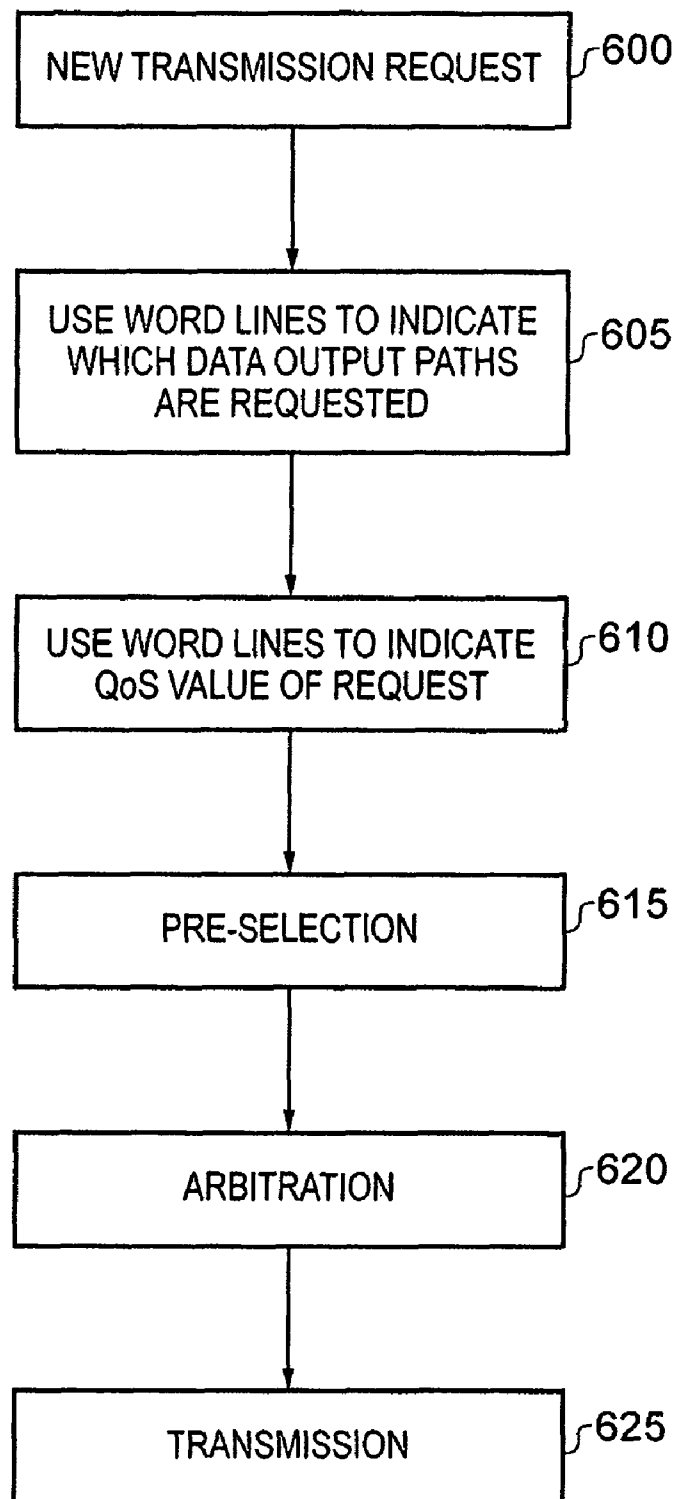 NEW TRANSMISSION REQUEST
600
USE WORD LINES TO INDICATE
WHICH DATA OUTPUT PATHS
ARE REQUESTED
605
USE WORD LINES TO INDICATE
QoS VALUE OF REQUEST
610
PRE-SELECTION
615
ARBITRATION
620
TRANSMISSION
625